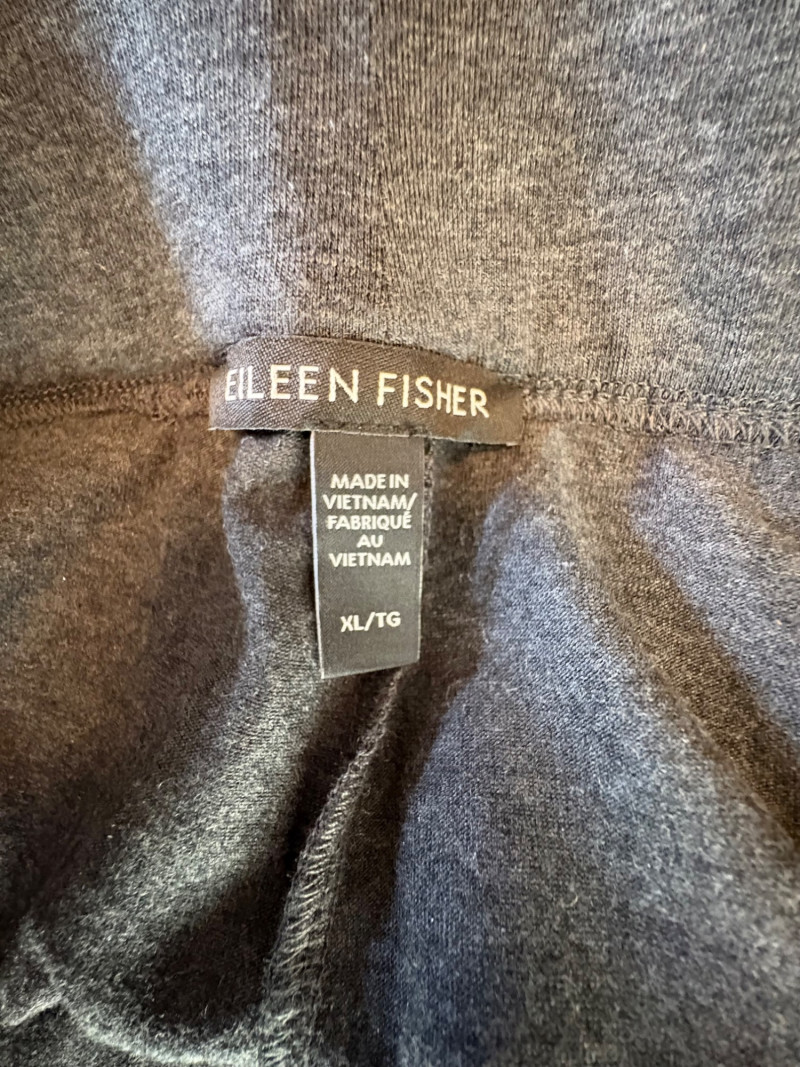 EILEEN FISHER
MADE IN
VIETNAM/
FABRIQUÉ
AU
VIETNAM
XL/TG